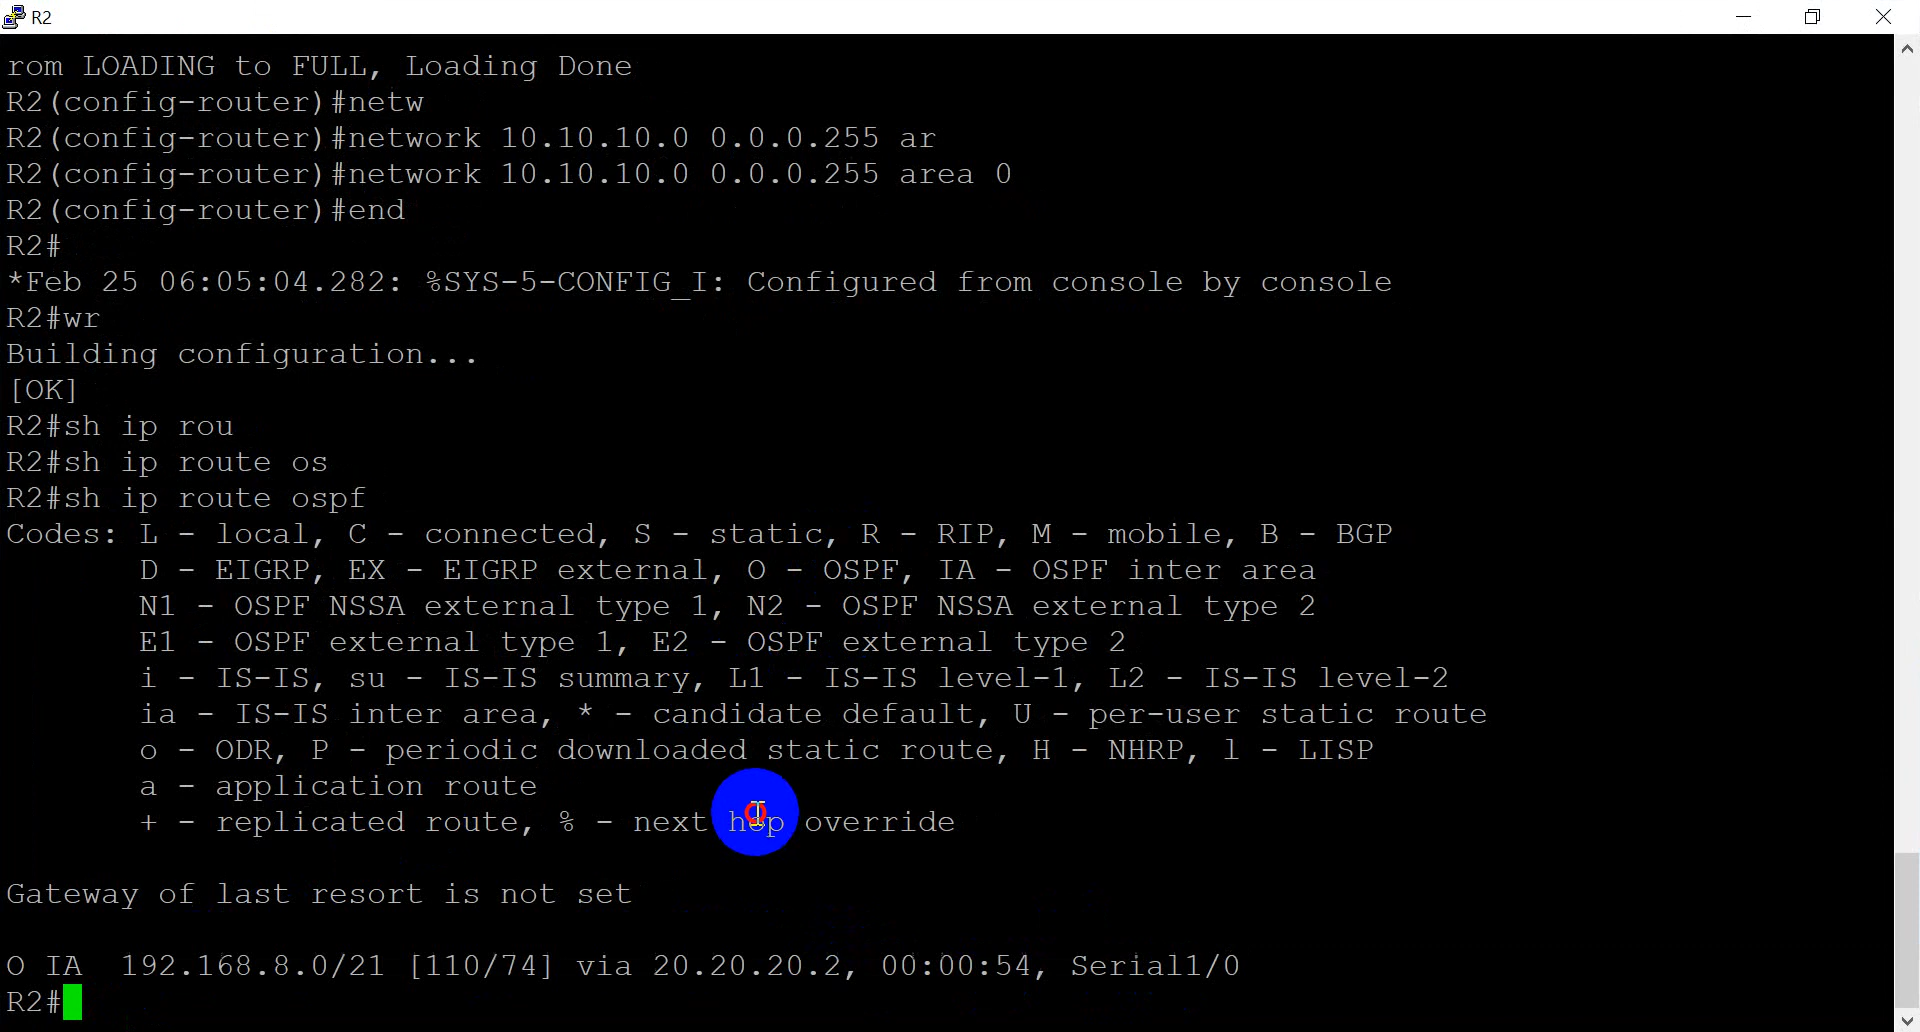 R2
rom LOADING to FULL, Loading Done
R2(config-router)#netw
R2(config-router)#network 10.10.10.0 0.0.0.255 ar
R2(config-router)#network 10.10.10.0 0.0.0.255 area 0
R2(config-router)#end
R2#
*Feb 25 06:05:04.282: %SYS-5-CONFIG_I: Configured from console by console
R2#wr
Building configuration...
[OK]
R2#sh ip rou
R2#sh ip route os
R2#sh ip route ospf
Codes: L - local, C - connected, S - static, R - RIP, M - mobile, B - BGP
D - EIGRP, EX - EIGRP external, O - OSPF, IA - OSPF inter area
N1 - OSPF NSSA external type 1, N2 - OSPF NSSA external type 2
E1 - OSPF external type 1, E2 - OSPF external type 2
i - IS-IS, su - IS-IS summary, L1 - IS-IS level-1, L2 - IS-IS level-2
ia - IS-IS inter area, * - candidate default, U - per-user static route
o - ODR, P - periodic downloaded static route, H - NHRP, l - LISP
a - application route
+ - replicated route, % - next hop override
Gateway of last resort is not set
O IA 192.168.8.0/21 [110/74] via 20.20.20.2, 00:00:54, Serial1/0
R2#